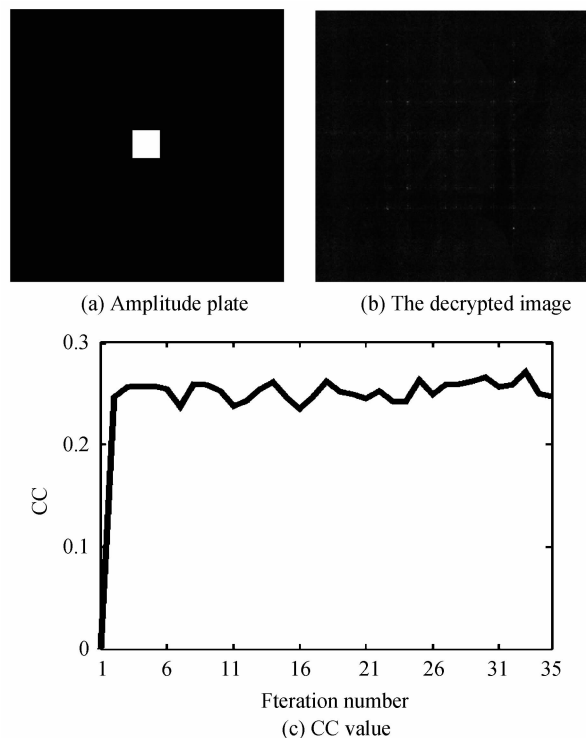 (a) Amplitude plate
(b) The decrypted image
0.3
0.2
0.1
0
CC
1 6 11 16 21 26 31 35
Fteration number
(c) CC value